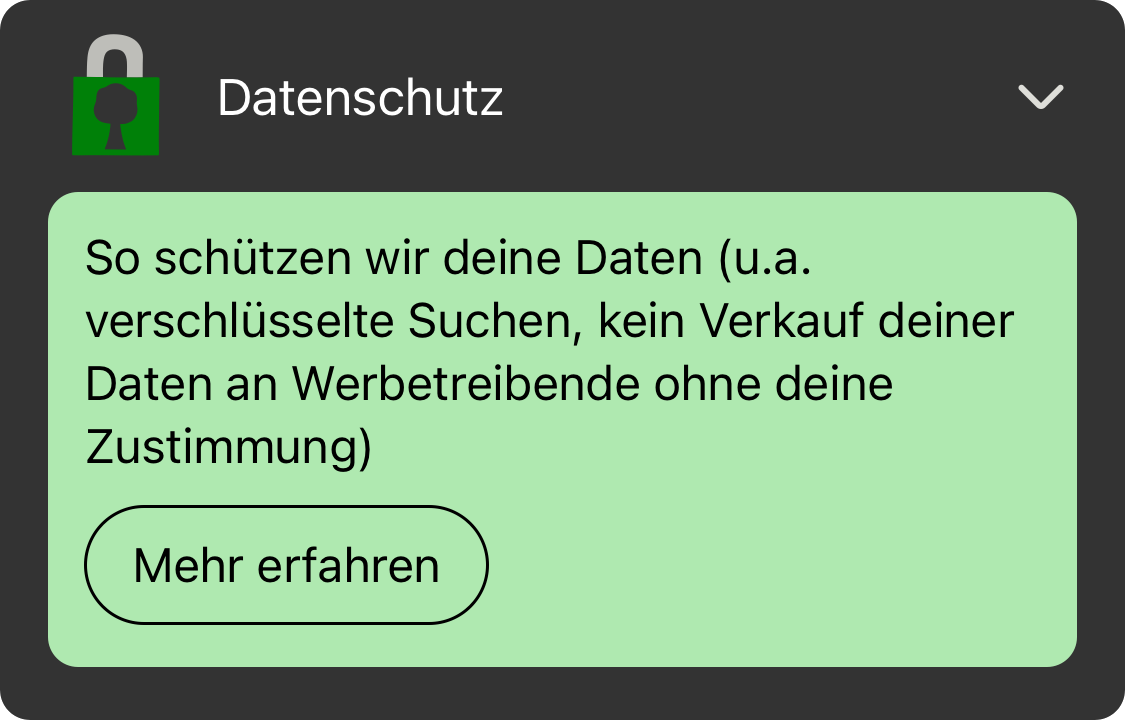 Datenschutz
So schützen wir deine Daten (u.a.
verschlüsselte Suchen, kein Verkauf deiner
Daten an Werbetreibende ohne deine
Zustimmung)
Mehr erfahren